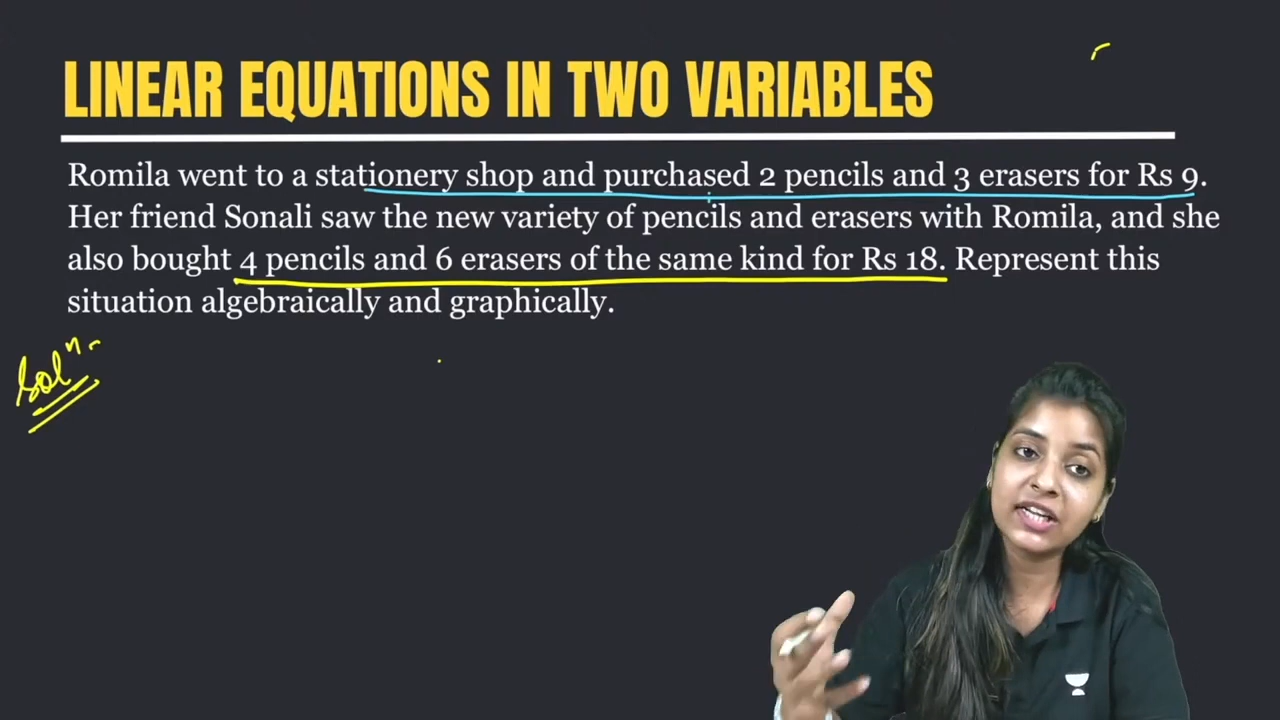 LINEAR EQUATIONS IN TWO VARIABLES
Romila went to a stationery shop and purchased 2 pencils and 3 erasers for Rs 9.
Her friend Sonali saw the new variety of pencils and erasers with Romila, and she
also bought 4 pencils and 6 erasers of the same kind for Rs 18. Represent this
situation algebraically and graphically.
Solⁿ-